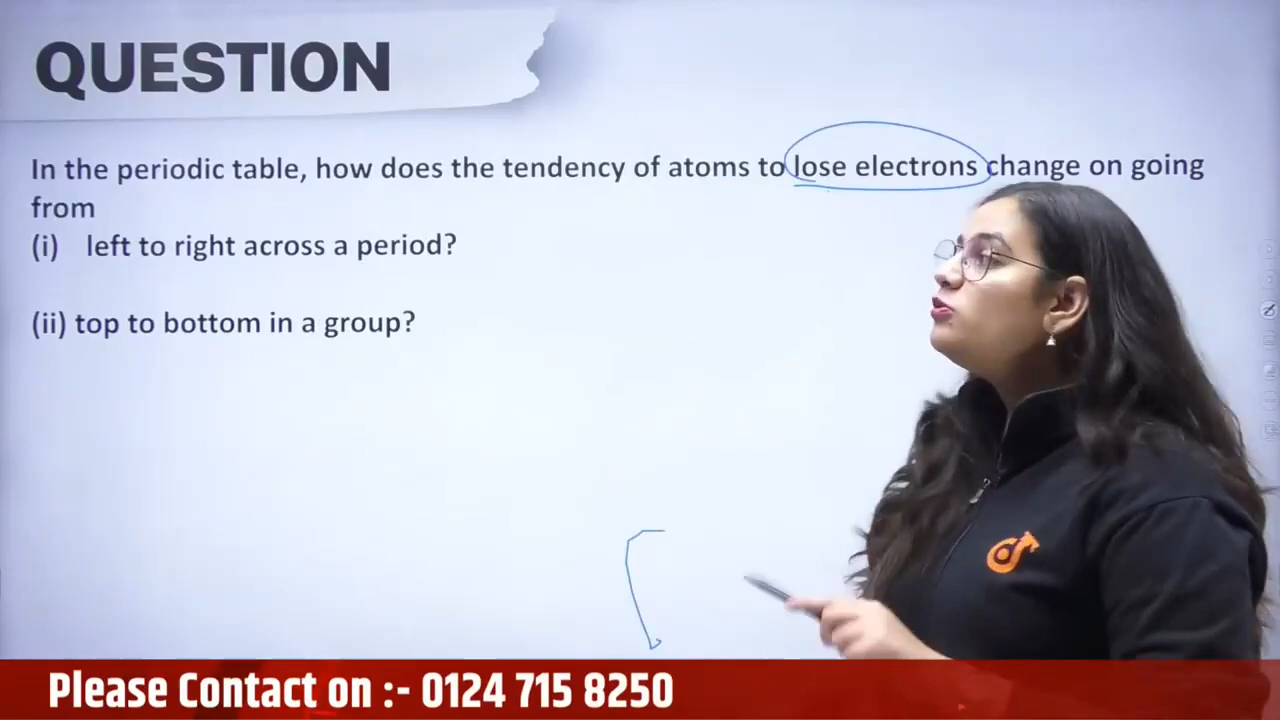 QUESTION
In the periodic table, how does the tendency of atoms to lose electrons change on going
from
(i) left to right across a period?
(ii) top to bottom in a group?
Please Contact on :- 0124 715 8250